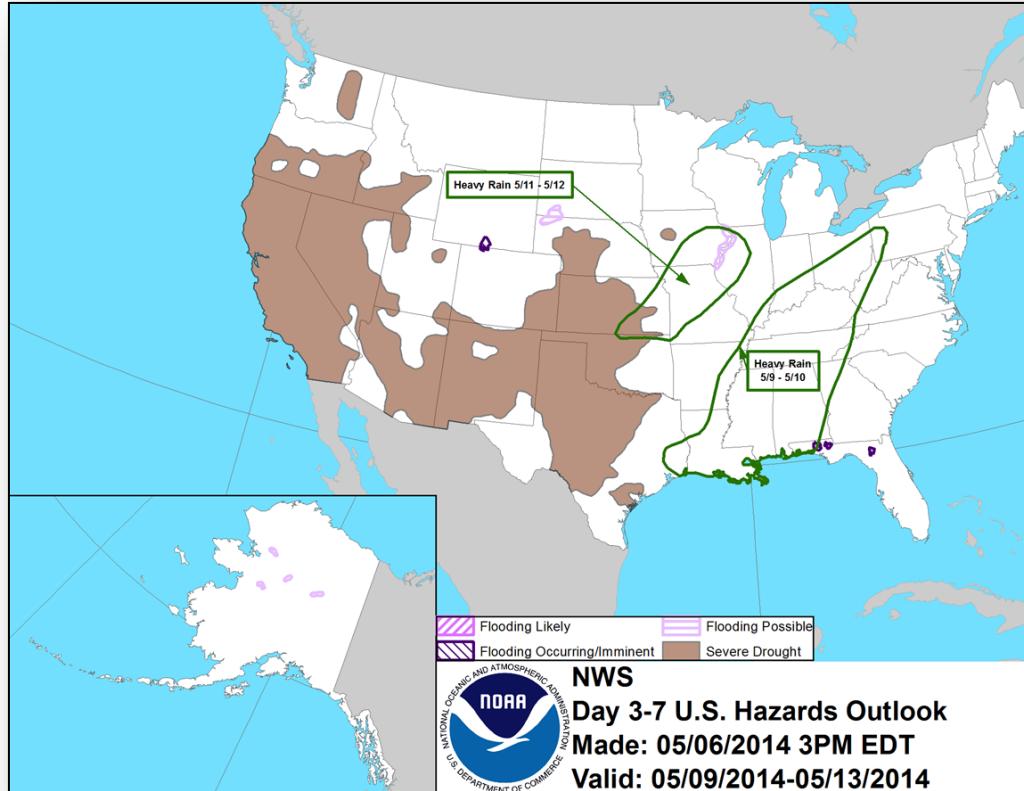 Heavy Rain 5/11 - 5/12
Heavy Rain
5/9 - 5/10
Flooding Likely
Flooding Possible
Flooding Occurring/Imminent
Severe Drought
NATIONAL OCEANIC AND ATMOSPHERIC ADMINISTRATION
NOAA
U.S. DEPARTMENT OF COMMERCE
NWS
Day 3-7 U.S. Hazards Outlook
Made: 05/06/2014 3PM EDT
Valid: 05/09/2014-05/13/2014